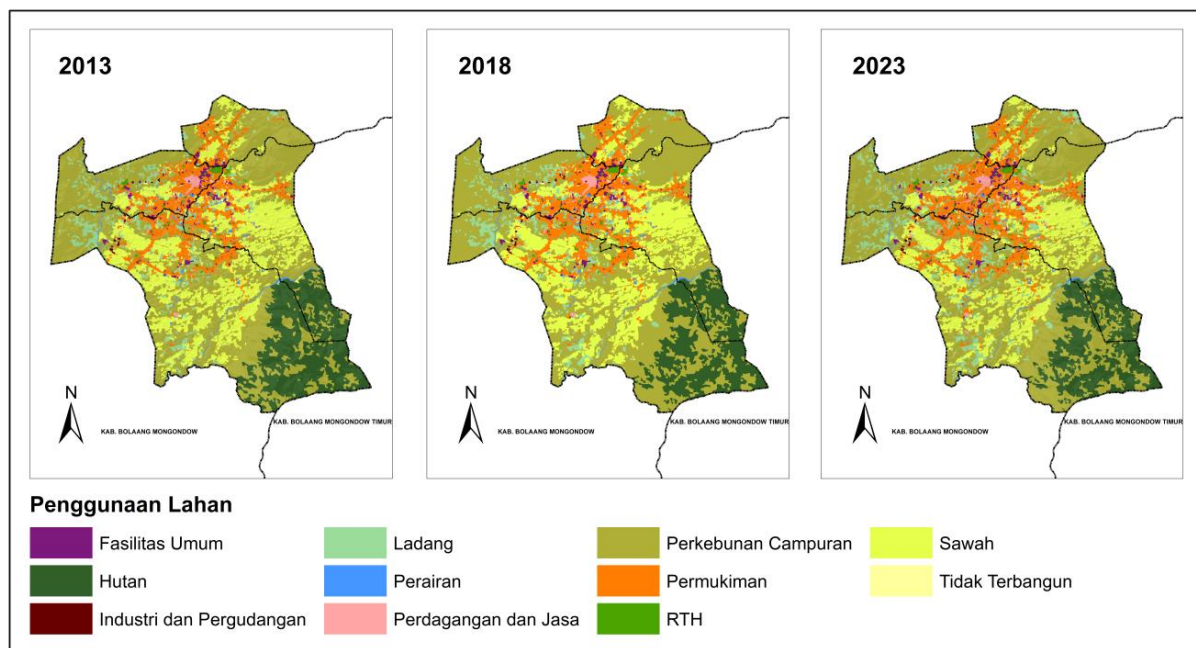 2013
2018
2023
N
KAB. BOLAANG MONGONDOW
KAB. BOLAANG MONGONDOW TIMUR
N
KAB. BOLAANG MONGONDOW
KAB. BOLAANG MONGONDOW TIMUR
N
KAB. BOLAANG MONGONDOW
KAB. BOLAANG MONGONDOW TIMUR
Penggunaan Lahan
Fasilitas Umum
Ladang
Perkebunan Campuran
Sawah
Hutan
Perairan
Permukiman
Tidak Terbangun
Industri dan Pergudangan
Perdagangan dan Jasa
RTH